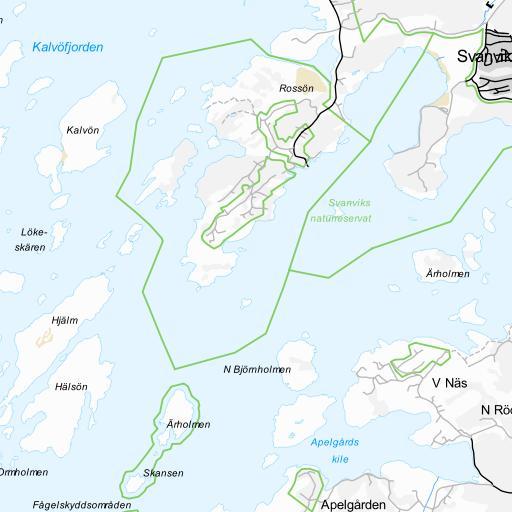 Kalvöfjorden
Svanvik
Rossön
Kalvön
Svanviks
naturreservat
Löke-
skären
Ärholmen
Hjälm
N Björnholmen
Hälsön
V Näs
N Rö
Ärholmen
Apelgårds
kile
Skansen
Ormholmen
Fågelskyddsområden
Apelgården